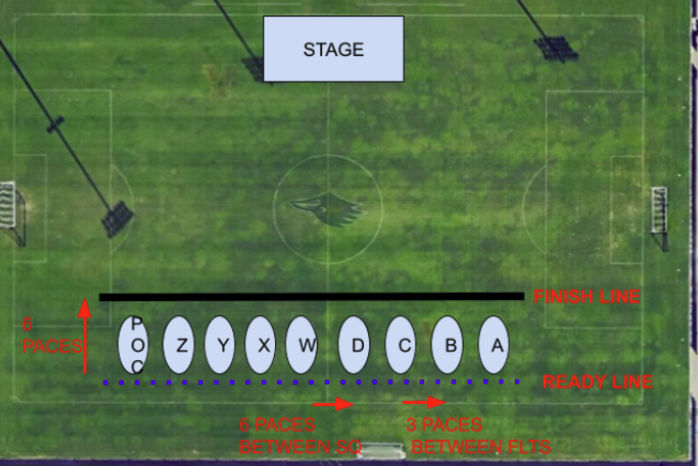 STAGE
FINISH LINE
6
PACES
P
O
C
Z
Y
X
W
D
C
B
A
READY LINE
6 PACES
BETWEEN SQ
3 PACES
BETWEEN FLTS